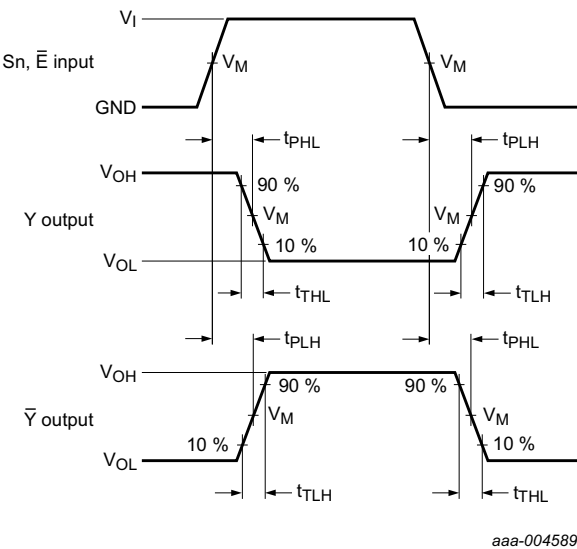 V_I
Sn, E̅ input
V_M
V_M
GND
t_PHL
t_PLH
V_OH
90 %
90 %
Y output
V_M
V_M
10 %
10 %
V_OL
t_THL
t_TLH
t_PLH
t_PHL
V_OH
90 %
90 %
Y̅ output
V_M
V_M
10 %
10 %
V_OL
t_TLH
t_THL
aaa-004589